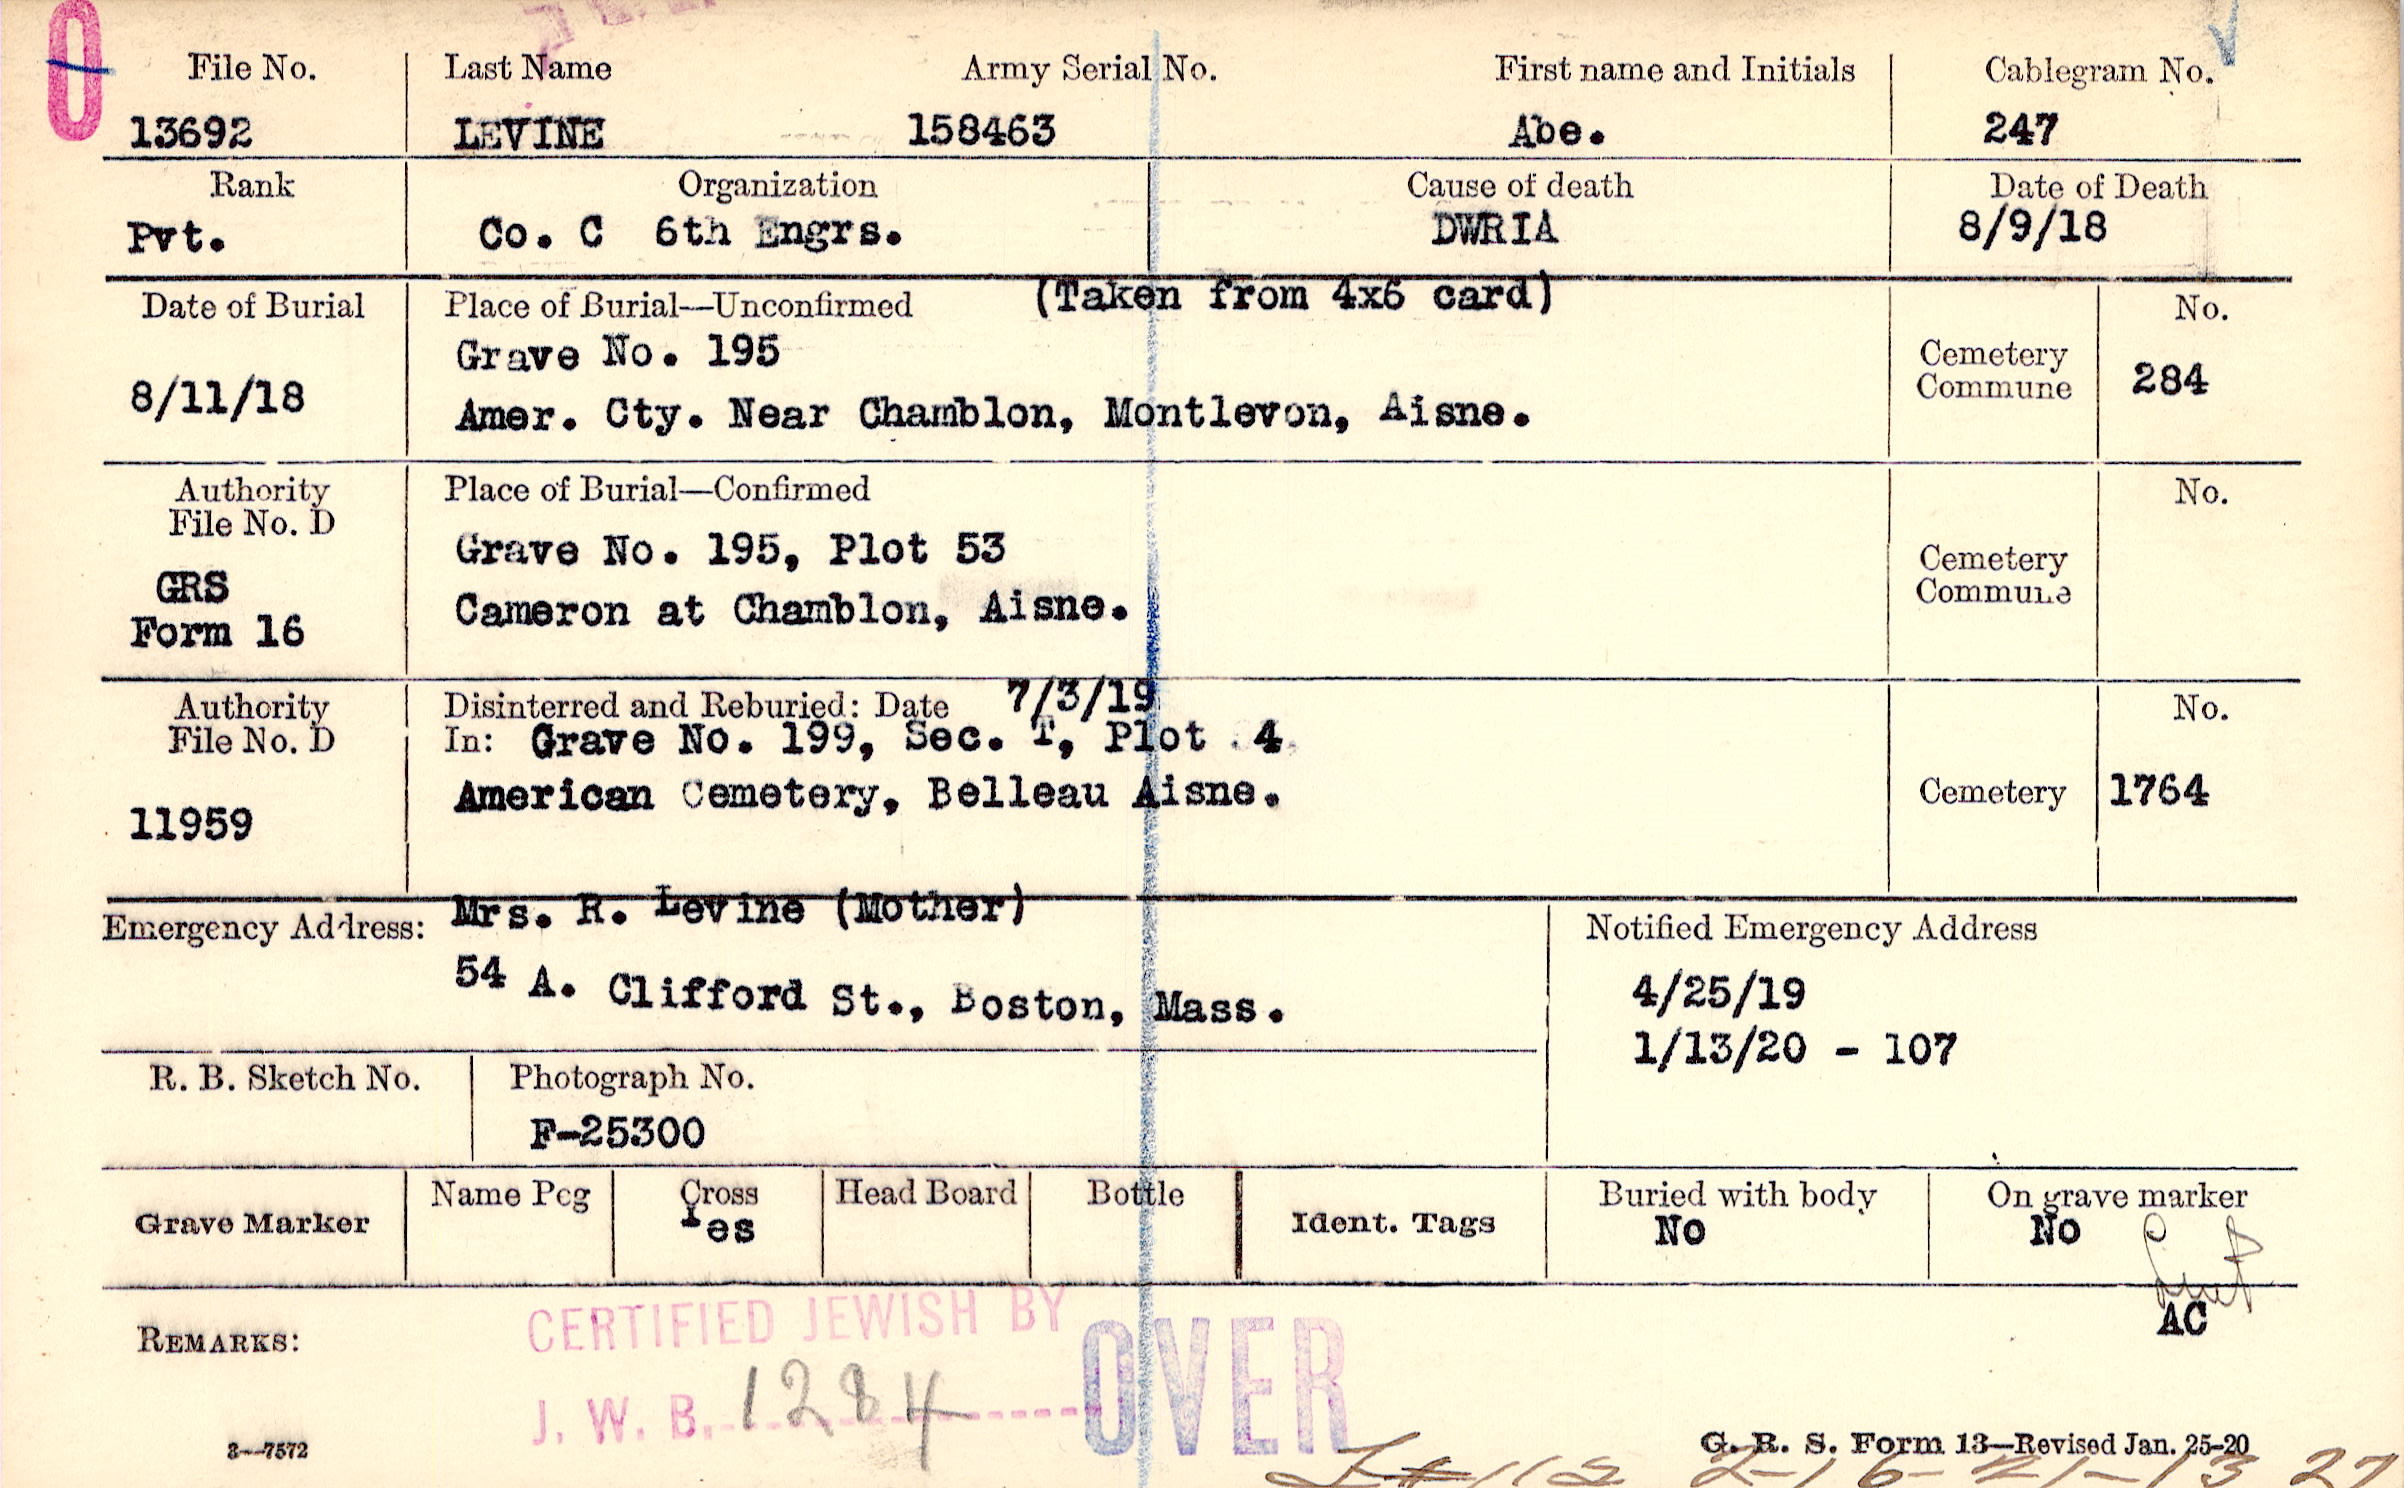 0
File No. Last Name Army Serial No. First name and Initials Cablegram No.
13692 LEVINE 158463 Abe. 247
Rank Organization Cause of death Date of Death
Pvt. Co. C 6th Engrs. DWRIA 8/9/18
Date of Burial Place of Burial—Unconfirmed (Taken from 4x6 card) No.
Grave No. 195 Cemetery
8/11/18 Commune 284
Amer. Cty. Near Chamblon, Montlevon, Aisne.
Authority Place of Burial—Confirmed No.
File No. D
Grave No. 195, Plot 53 Cemetery
GRS Commune
Form 16 Cameron at Chamblon, Aisne.
Authority Disinterred and Reburied: Date 7/3/19 No.
File No. D In: Grave No. 199, Sec. T, Plot 4
11959 American Cemetery, Belleau Aisne. Cemetery 1764
Emergency Address: Mrs. R. Levine (Mother) Notified Emergency Address
54 A. Clifford St., Boston, Mass. 4/25/19
1/13/20 - 107
R. B. Sketch No. Photograph No.
F-25300
Grave Marker Name Peg Cross Head Board Bottle Ident. Tags Buried with body On grave marker
Yes No No
AC
REMARKS: CERTIFIED JEWISH BY
J. W. B. 1284 OVER
3—7572 G. R. S. Form 13—Revised Jan. 25-20